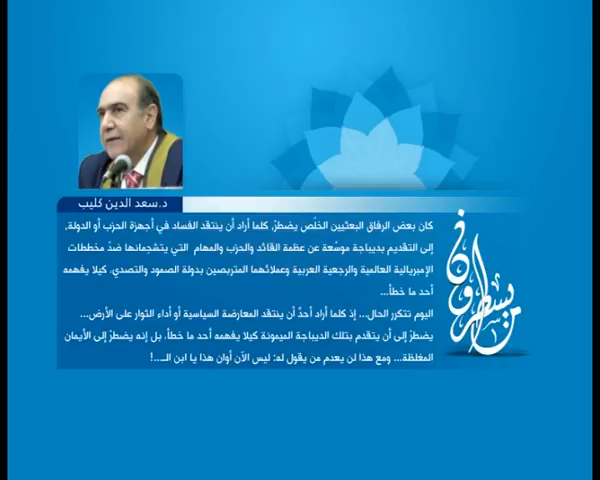 د.سعد الدين كليب
كان بعض الرفاق البعثيين الخلّص يضطرّ، كلما أراد أن ينتقد الفساد في أجهزة الحزب أو الدولة،
إلى التقديم بديباجة موسّعة عن عظمة القائد والحزب والمهام التي يتشجمانها ضدّ مخططات
الإمبريالية العالمية والرجعية العربية وعملائهما المتربصين بدولة الصمود والتصدي، كيلا يفهمه
أحد ما خطأ...
اليوم تتكرر الحال... إذ كلما أراد أحدٌ أن ينتقد المعارضة السياسية أو أداء الثوار على الأرض...
يضطرّ إلى أن يتقدم بتلك الديباجة الميمونة كيلا يفهمه أحد ما خطأ، بل إنه يضطرّ إلى الأيمان
المغلظة... ومع هذا لن يعدم من يقول له: ليس الآن أوان هذا يا ابن الـ...!